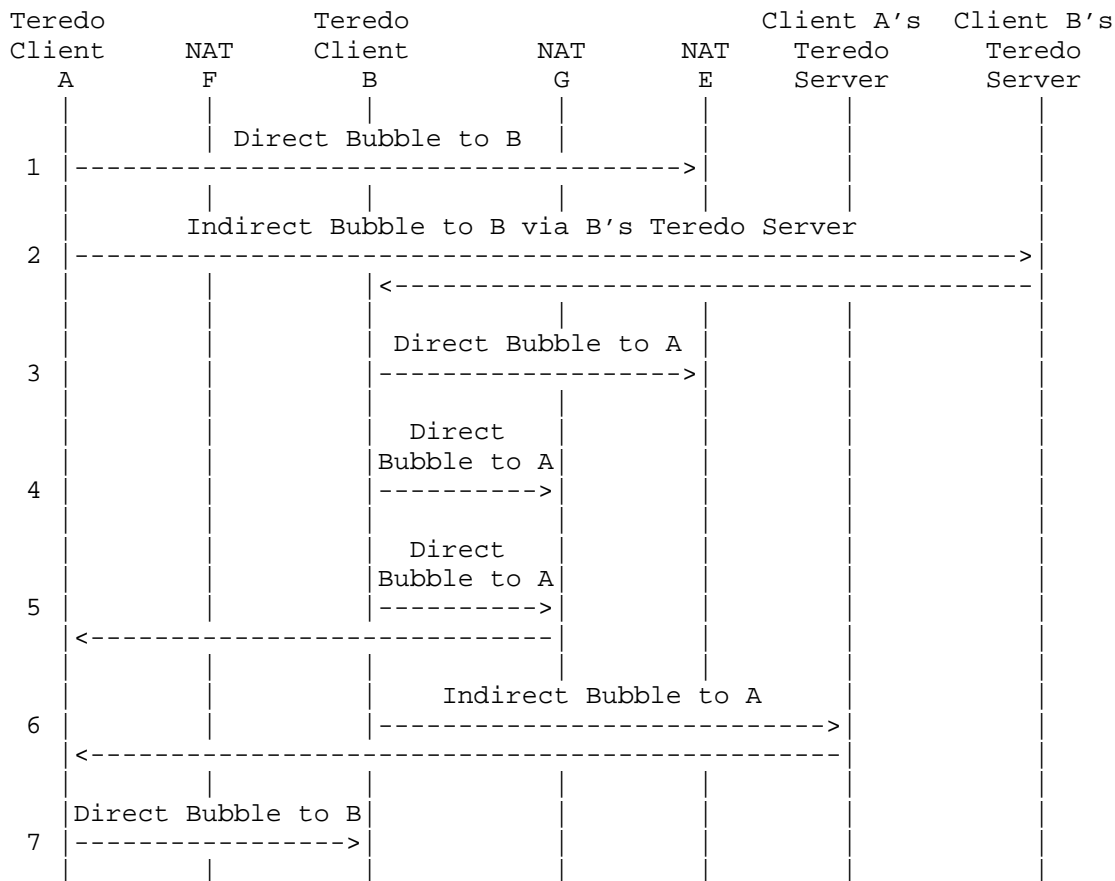 Teredo Teredo Client A's Client B's
Client NAT Client NAT NAT Teredo Teredo
A F B G E Server Server
Direct Bubble to B
1
Indirect Bubble to B via B's Teredo Server
2
Direct Bubble to A
3
Direct
Bubble to A
4
Direct
Bubble to A
5
Indirect Bubble to A
6
Direct Bubble to B
7